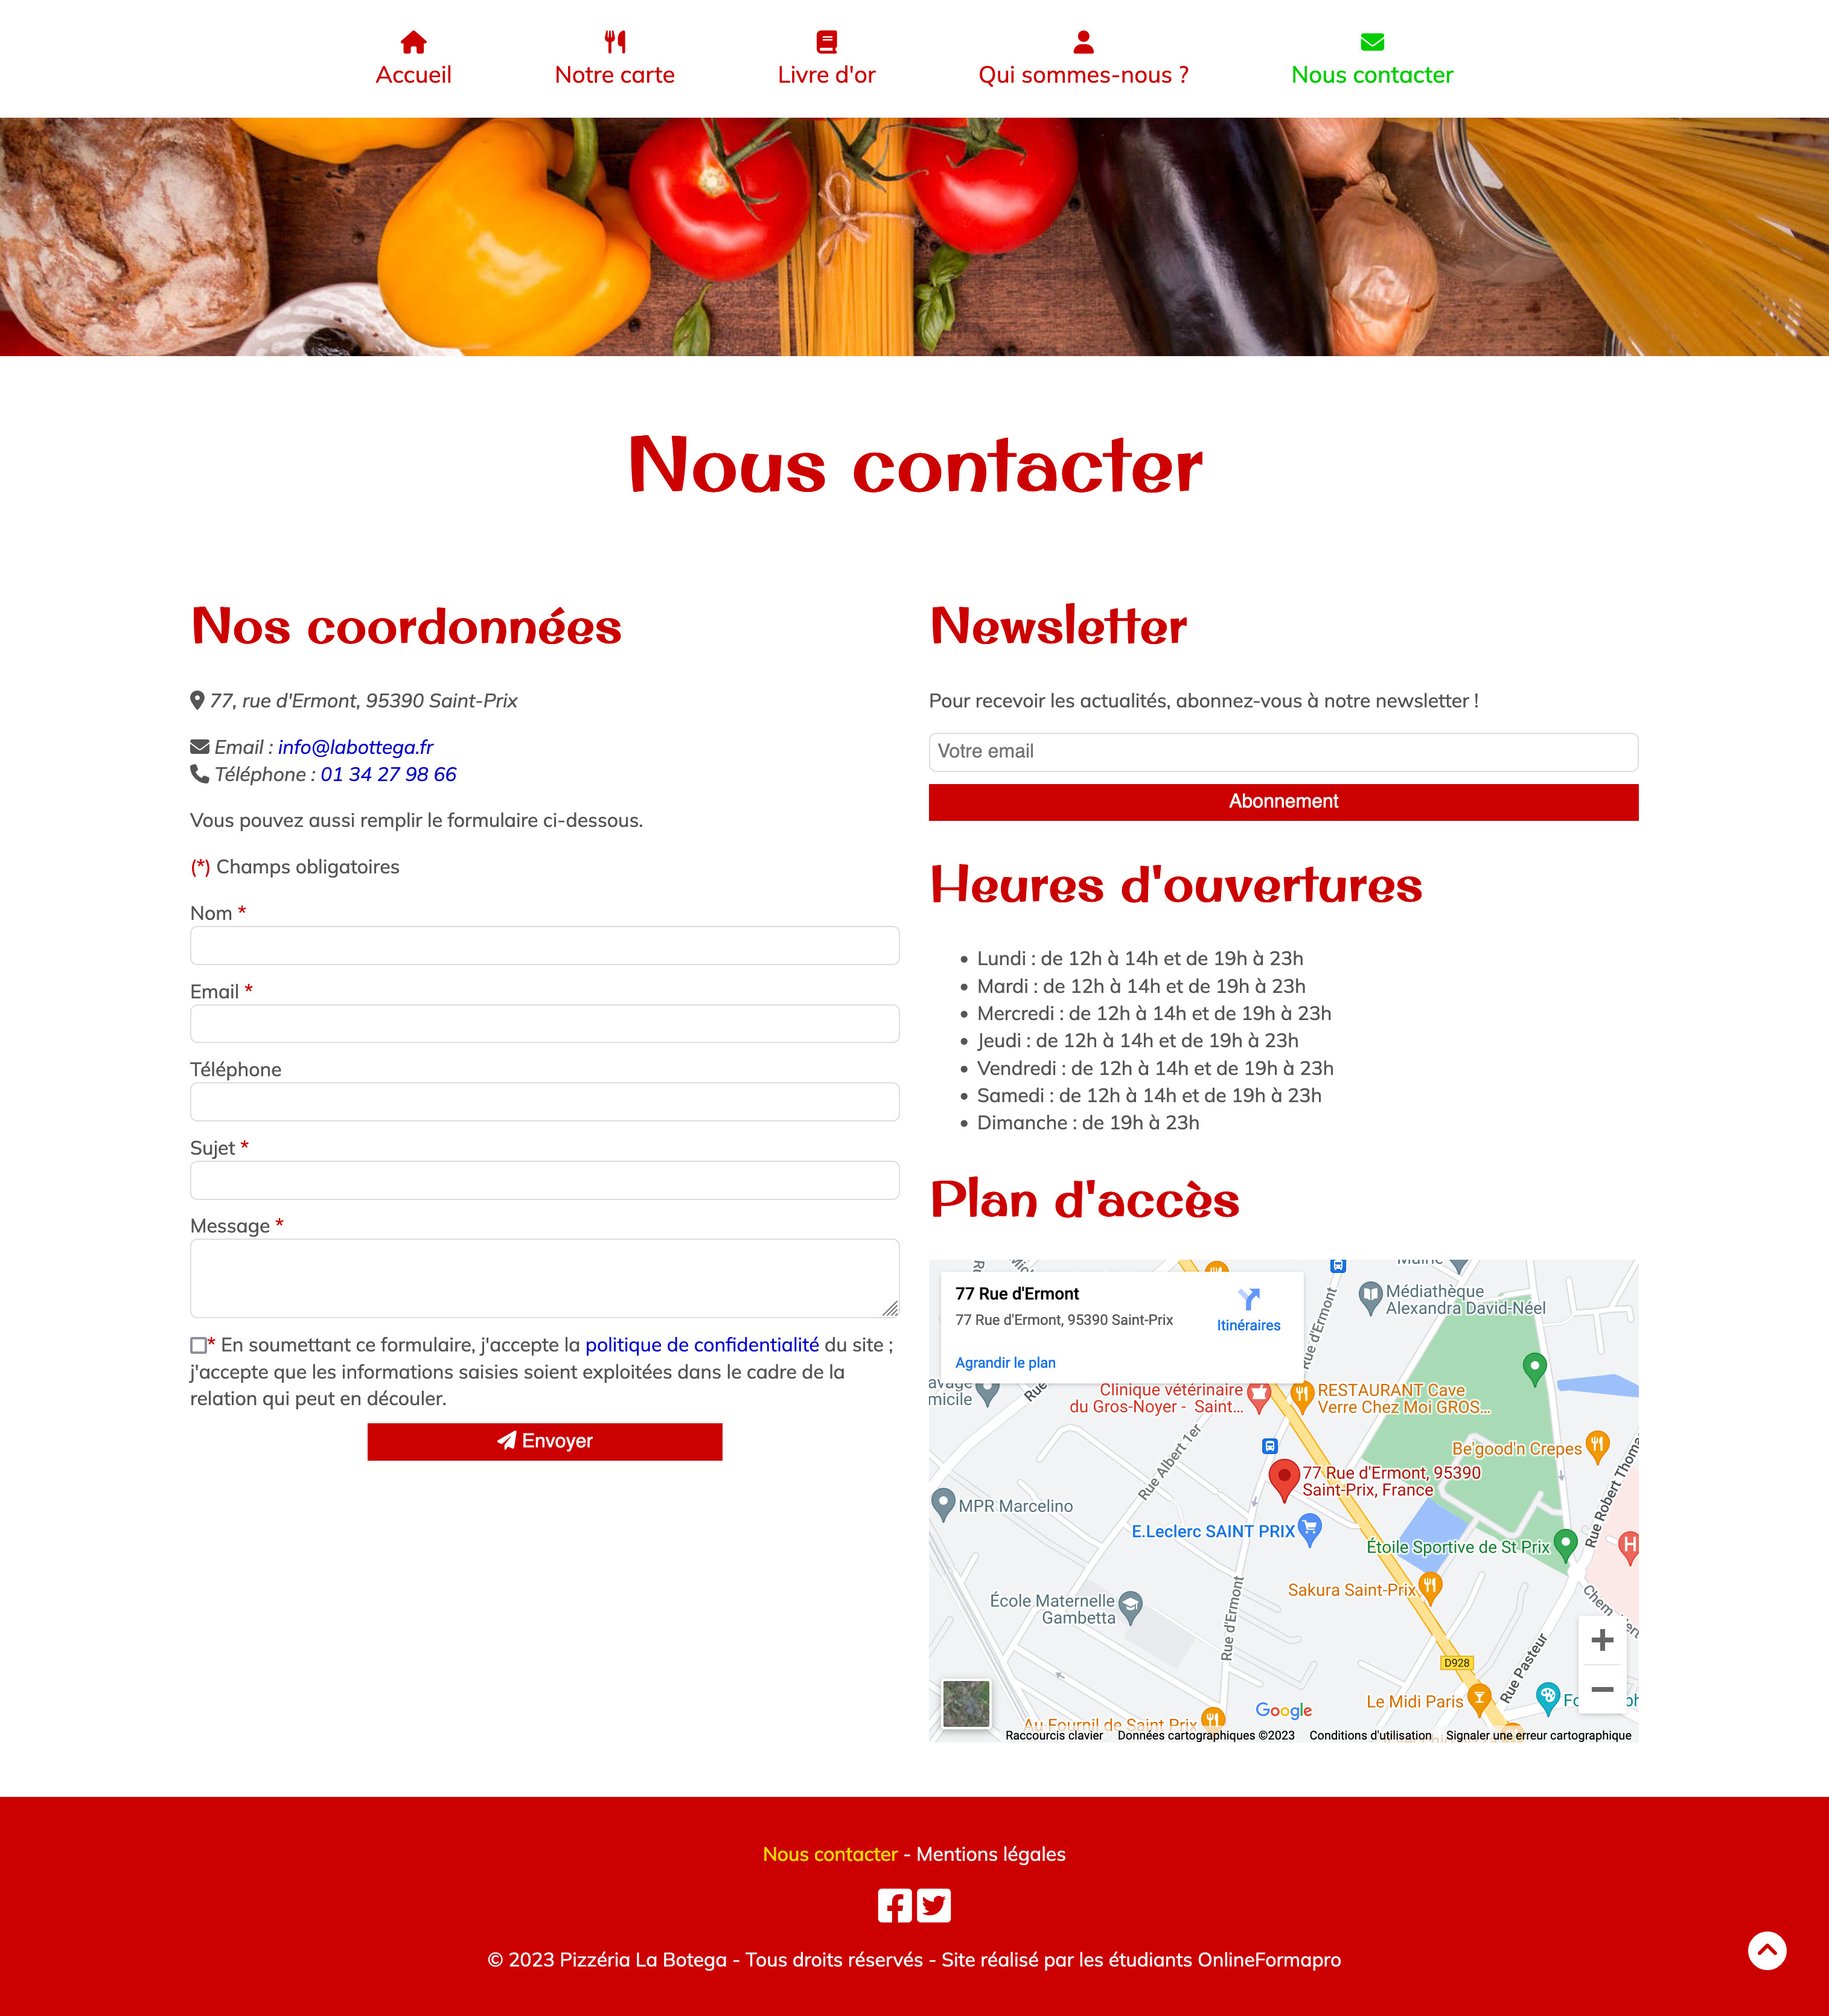 Accueil
Notre carte
Livre d'or
Qui sommes-nous ?
Nous contacter
Nous contacter
Nos coordonnées
77, rue d'Ermont, 95390 Saint-Prix
Email : info@labottega.fr
Téléphone : 01 34 27 98 66
Vous pouvez aussi remplir le formulaire ci-dessous.
(*) Champs obligatoires
Nom *
Email *
Téléphone
Sujet *
Message *
* En soumettant ce formulaire, j'accepte la politique de confidentialité du site ;
j'accepte que les informations saisies soient exploitées dans le cadre de la
relation qui peut en découler.
Envoyer
Newsletter
Pour recevoir les actualités, abonnez-vous à notre newsletter !
Votre email
Abonnement
Heures d'ouvertures
Lundi : de 12h à 14h et de 19h à 23h
Mardi : de 12h à 14h et de 19h à 23h
Mercredi : de 12h à 14h et de 19h à 23h
Jeudi : de 12h à 14h et de 19h à 23h
Vendredi : de 12h à 14h et de 19h à 23h
Samedi : de 12h à 14h et de 19h à 23h
Dimanche : de 19h à 23h
Plan d'accès
77 Rue d'Ermont
77 Rue d'Ermont, 95390 Saint-Prix
Itinéraires
Agrandir le plan
Rue d'Ermont
Médiathèque
Alexandra David-Néel
Rue
Clinique vétérinaire
du Gros-Noyer - Saint...
RESTAURANT Cave
Verre Chez Moi GROS...
Rue Albert 1er
Be'good'n Crepes
77 Rue d'Ermont, 95390
Saint-Prix, France
MPR Marcelino
E.Leclerc SAINT PRIX
Rue Robert Thoma
Étoile Sportive de St Prix
H
École Maternelle
Gambetta
Sakura Saint-Prix
Rue d'Ermont
D928
Rue Pasteur
Le Midi Paris
Au Fournil de Saint Prix
Google
Raccourcis clavier
Données cartographiques ©2023
Conditions d'utilisation
Signaler une erreur cartographique
Nous contacter - Mentions légales
© 2023 Pizzéria La Botega - Tous droits réservés - Site réalisé par les étudiants OnlineFormapro